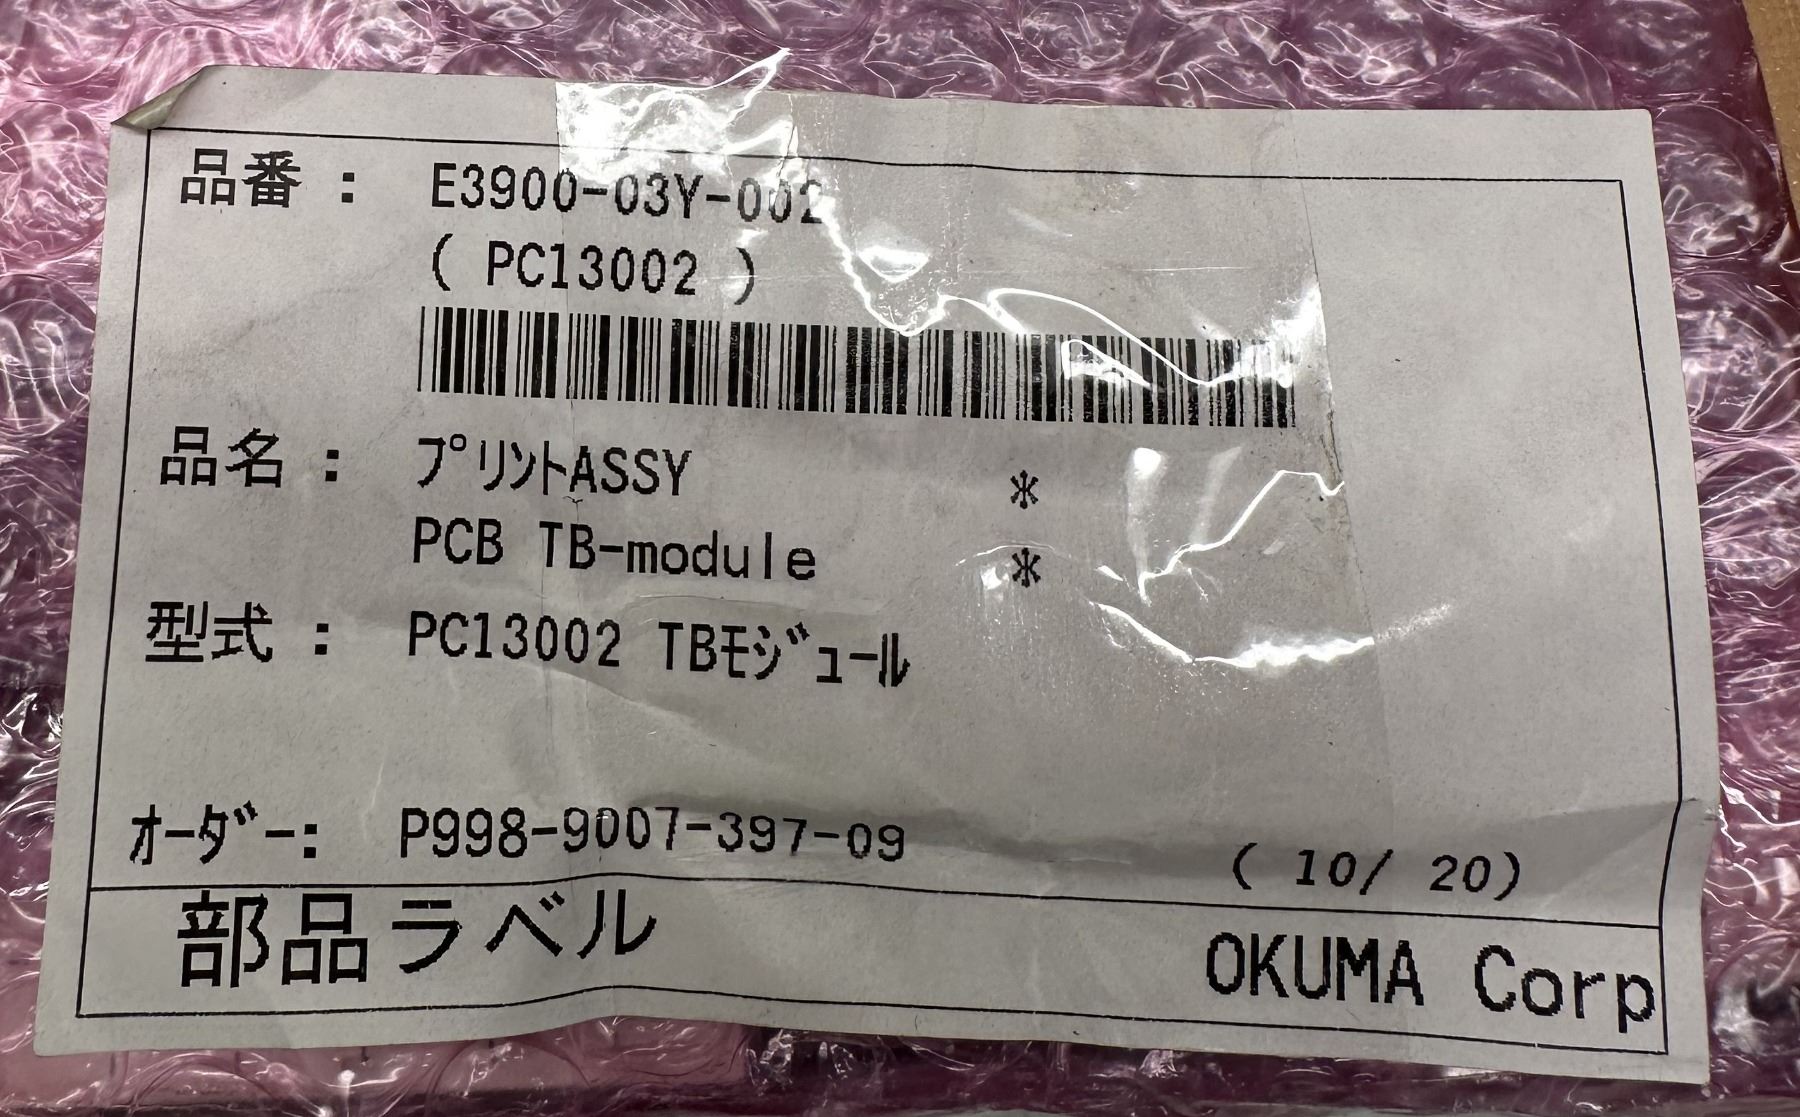 品番 : E3900-03Y-002
( PC13002 )
品名 : ﾌﾟﾘﾝﾄASSY *
PCB TB-module *
型式 : PC13002 TBﾓｼﾞｭｰﾙ
ｵｰﾀﾞｰ: P998-9007-397-09
( 10/ 20)
部品ラベル
OKUMA Corp